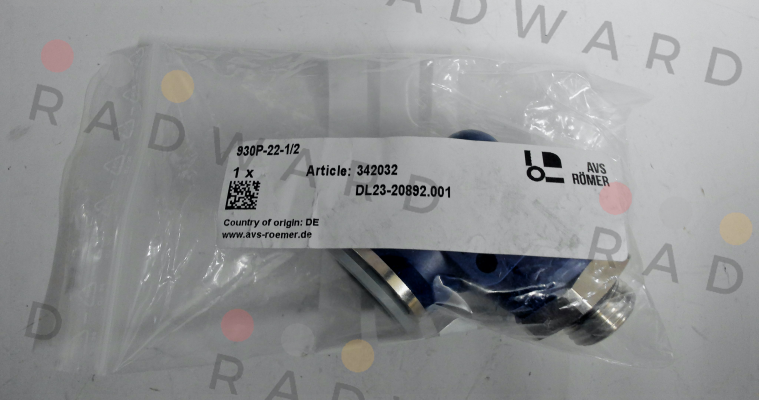 RADWARD
RADWARD
930P-22-1/2
1 x
Article: 342032
DL23-20892.001
AVS
RÖMER
Country of origin: DE
www.avs-roemer.de
RAD
D
RADWARD